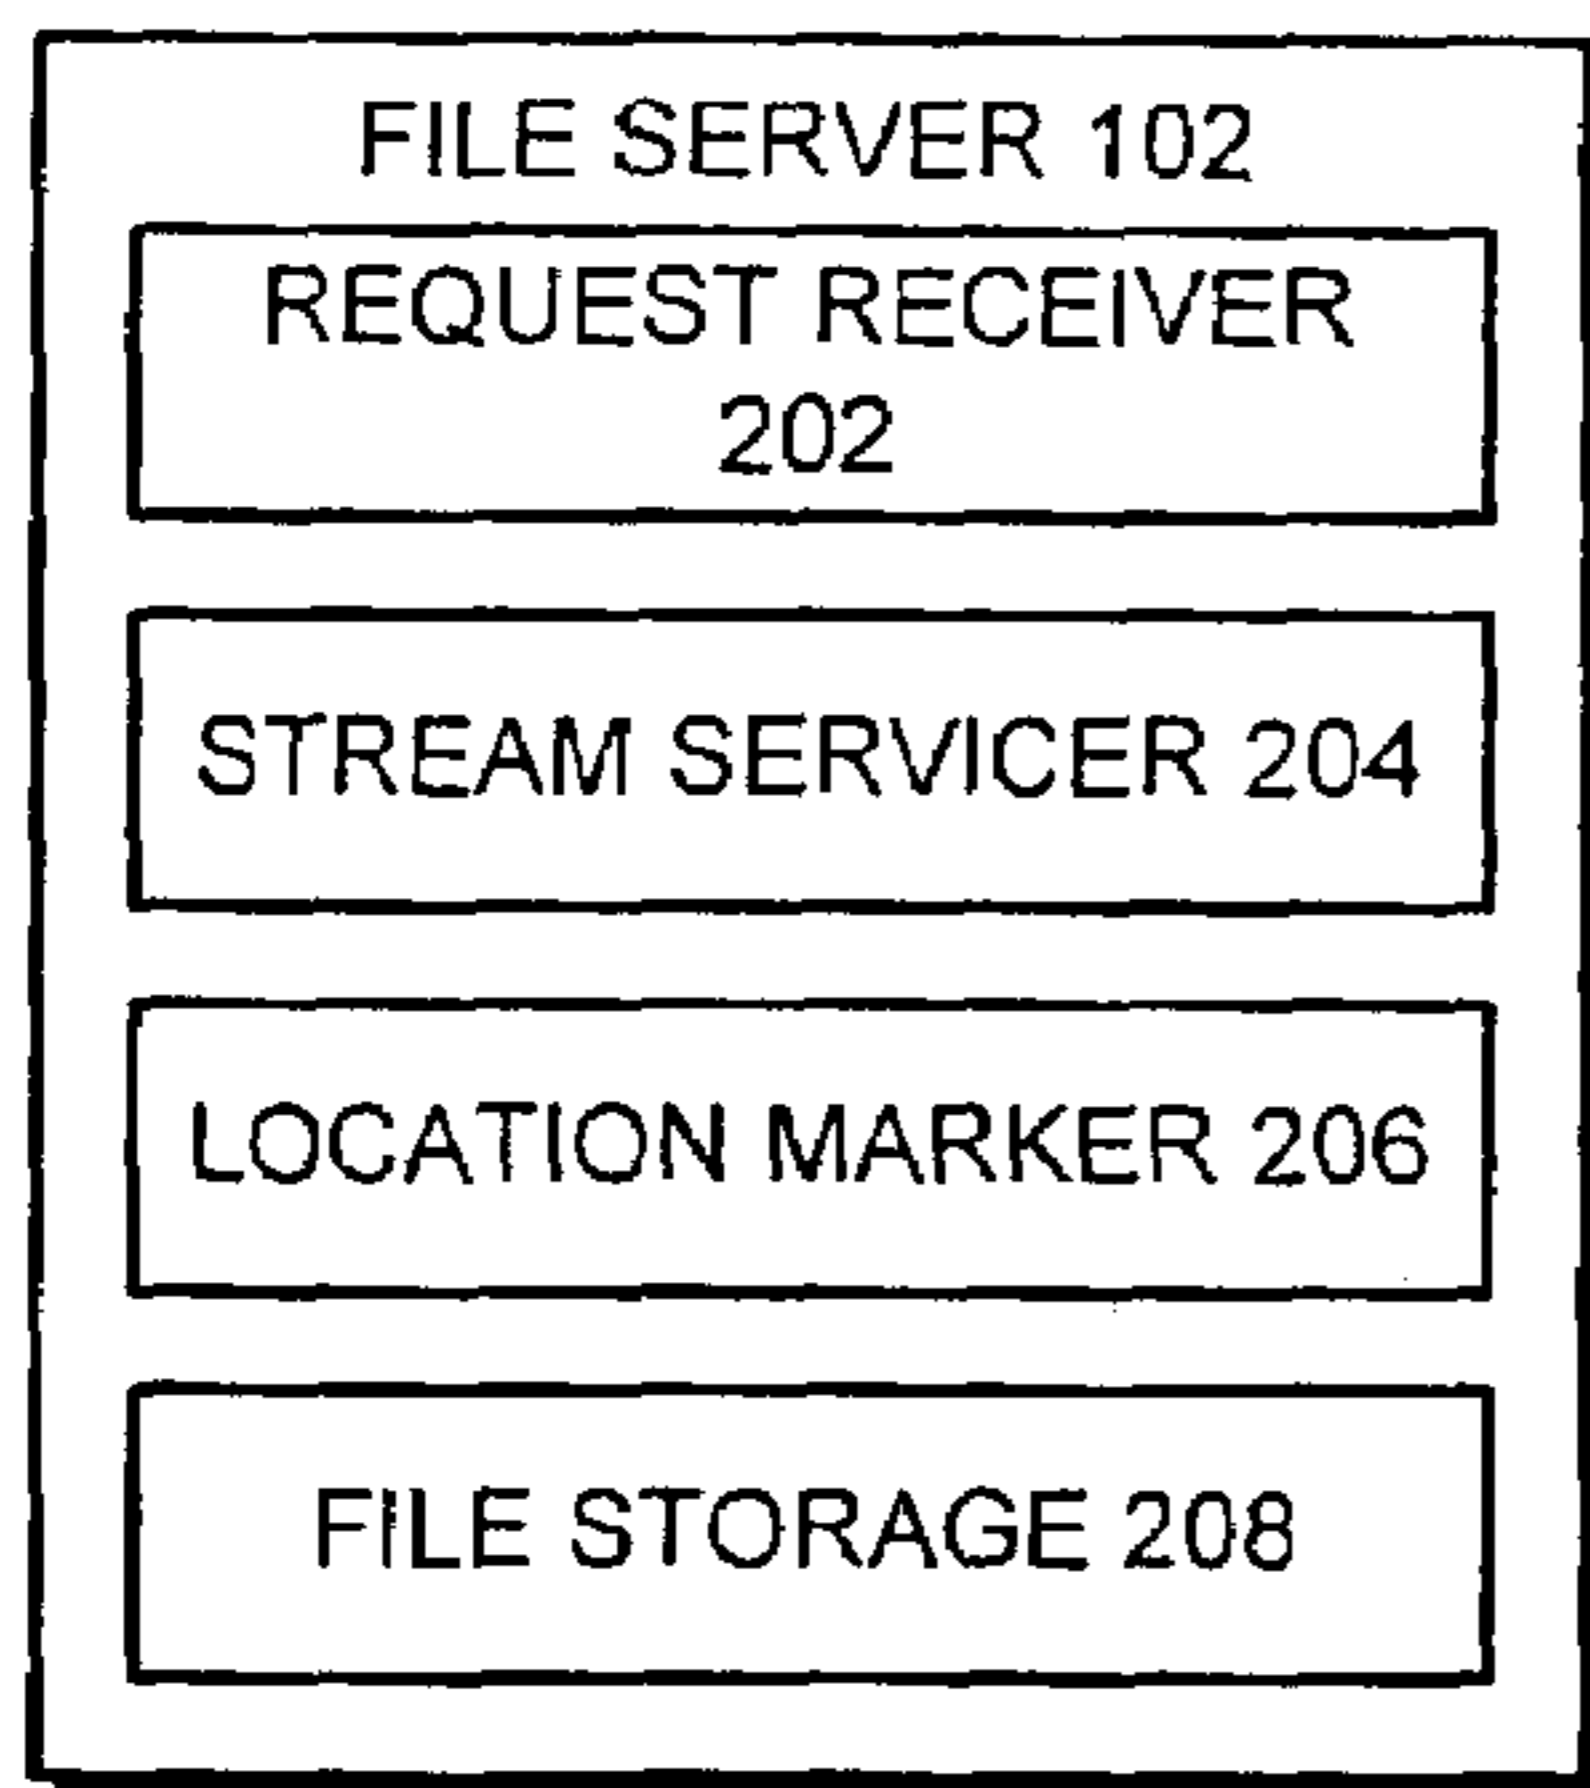 FILE SERVER 102
REQUEST RECEIVER
202
STREAM SERVICER 204
LOCATION MARKER 206
FILE STORAGE 208